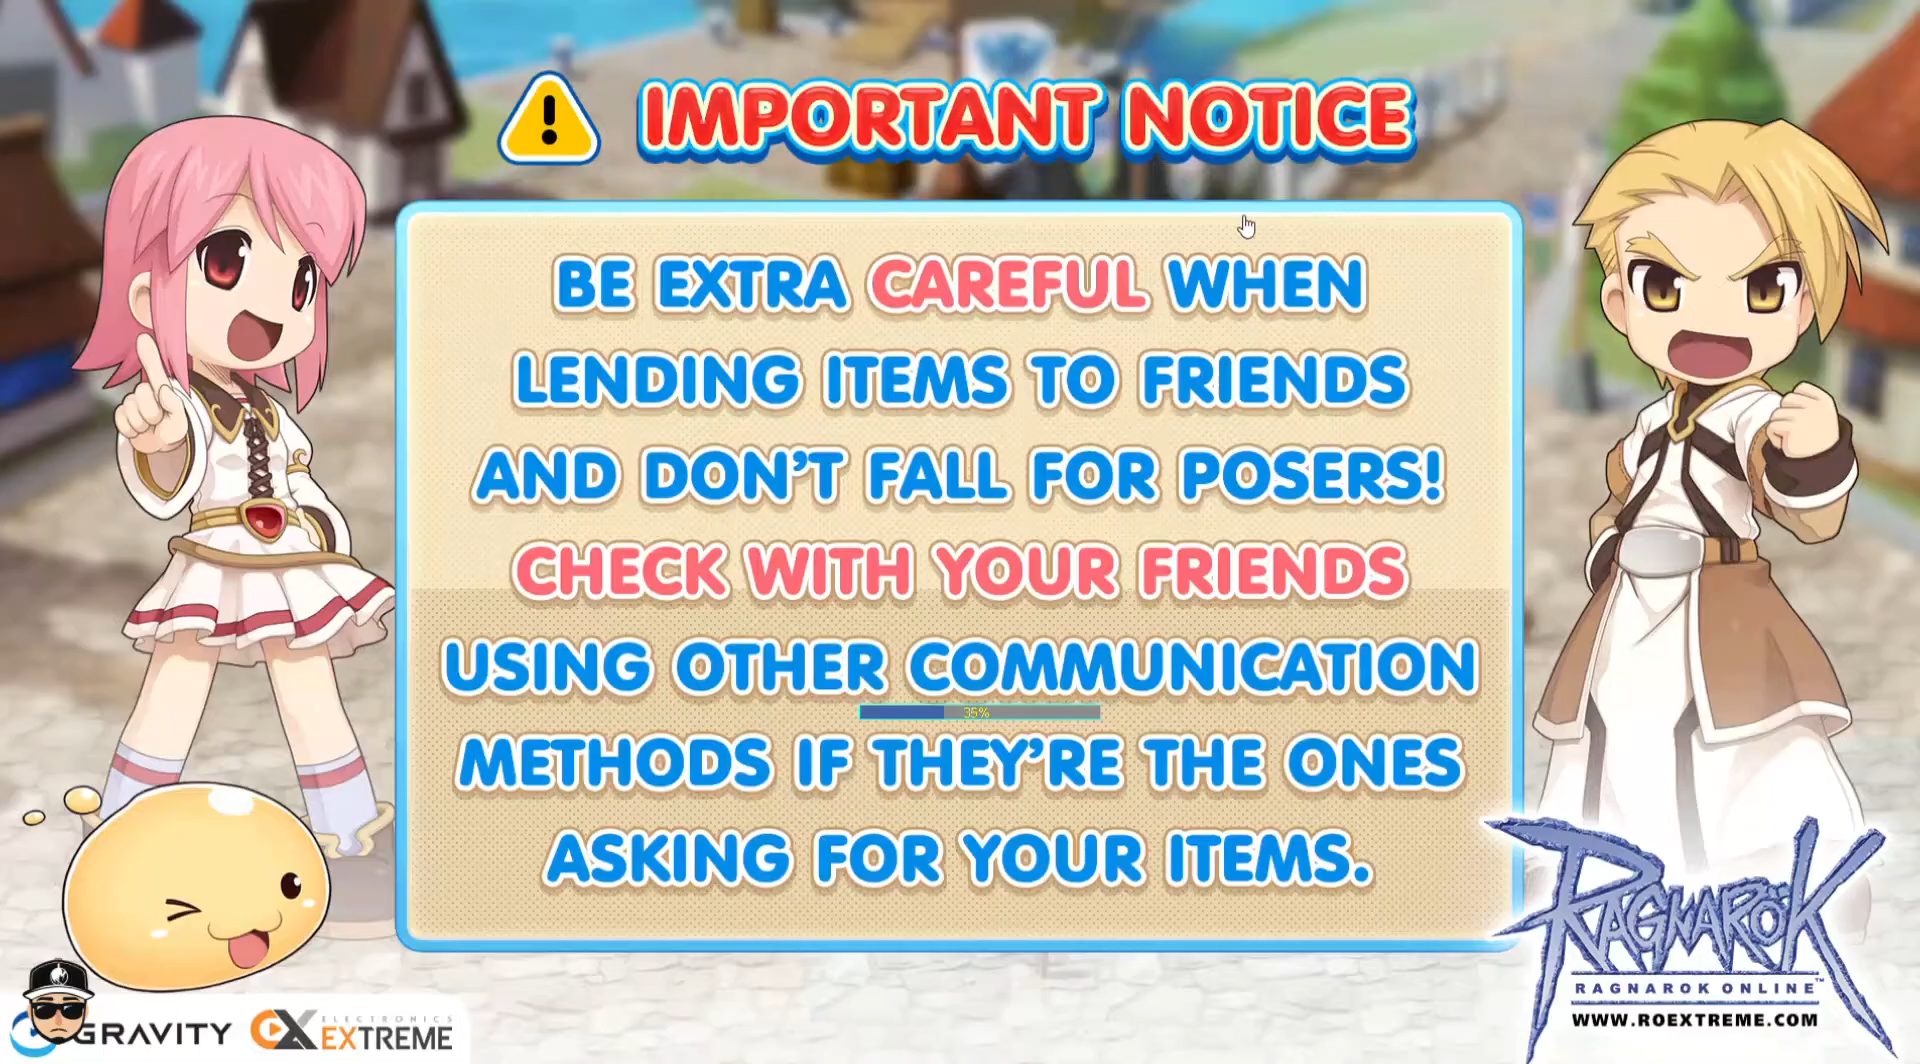 IMPORTANT NOTICE
BE EXTRA CAREFUL WHEN
LENDING ITEMS TO FRIENDS
AND DON'T FALL FOR POSERS!
CHECK WITH YOUR FRIENDS
USING OTHER COMMUNICATION
35%
METHODS IF THEY'RE THE ONES
ASKING FOR YOUR ITEMS.
RAGNARÖK
RAGNAROK ONLINE™
WWW.ROEXTREME.COM
GRAVITY
ELECTRONICS
EXTREME